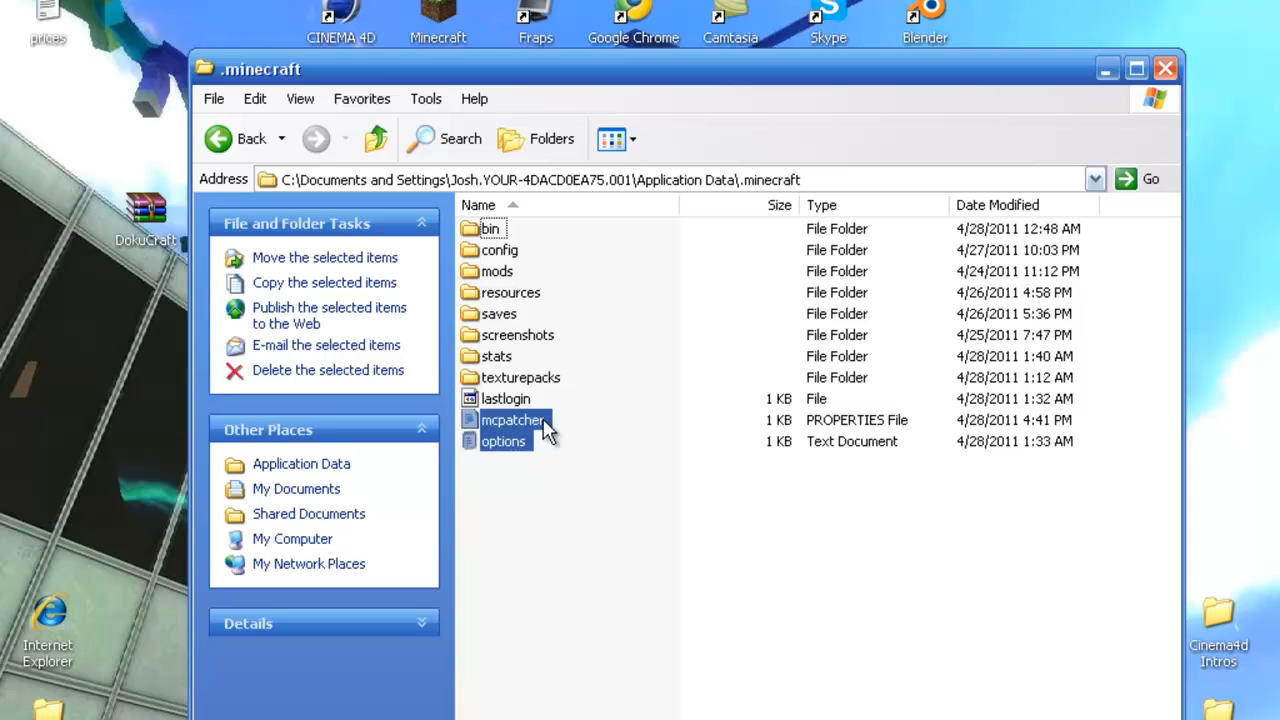 prices
CINEMA 4D
Minecraft
Fraps
Google Chrome
Camtasia
Skype
Blender
.minecraft
File Edit View Favorites Tools Help
Back Search Folders
Address C:\Documents and Settings\Josh.YOUR-4DACD0EA75.001\Application Data\.minecraft Go
DokuCraft
File and Folder Tasks
Move the selected items
Copy the selected items
Publish the selected items
to the Web
E-mail the selected items
Delete the selected items
Other Places
Application Data
My Documents
Shared Documents
My Computer
My Network Places
Details
Name Size Type Date Modified
bin File Folder 4/28/2011 12:48 AM
config File Folder 4/27/2011 10:03 PM
mods File Folder 4/24/2011 11:12 PM
resources File Folder 4/26/2011 4:58 PM
saves File Folder 4/26/2011 5:36 PM
screenshots File Folder 4/25/2011 7:47 PM
stats File Folder 4/28/2011 1:40 AM
texturepacks File Folder 4/28/2011 1:12 AM
lastlogin 1 KB File 4/28/2011 1:32 AM
mcpatcher 1 KB PROPERTIES File 4/28/2011 4:41 PM
options 1 KB Text Document 4/28/2011 1:33 AM
Internet
Explorer
Cinema4d
Intros